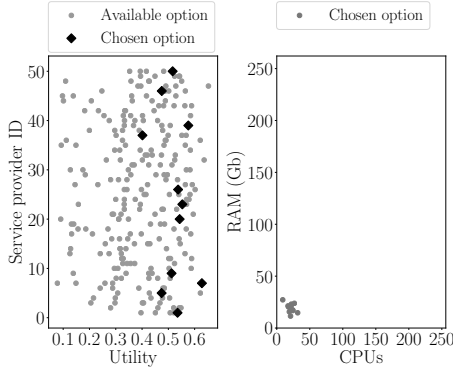 Available option
Chosen option
Chosen option
Service provider ID
50
40
30
20
10
0
0.1 0.2 0.3 0.4 0.5 0.6
Utility
RAM (Gb)
250
200
150
100
50
0
0 50 100 150 200 250
CPUs